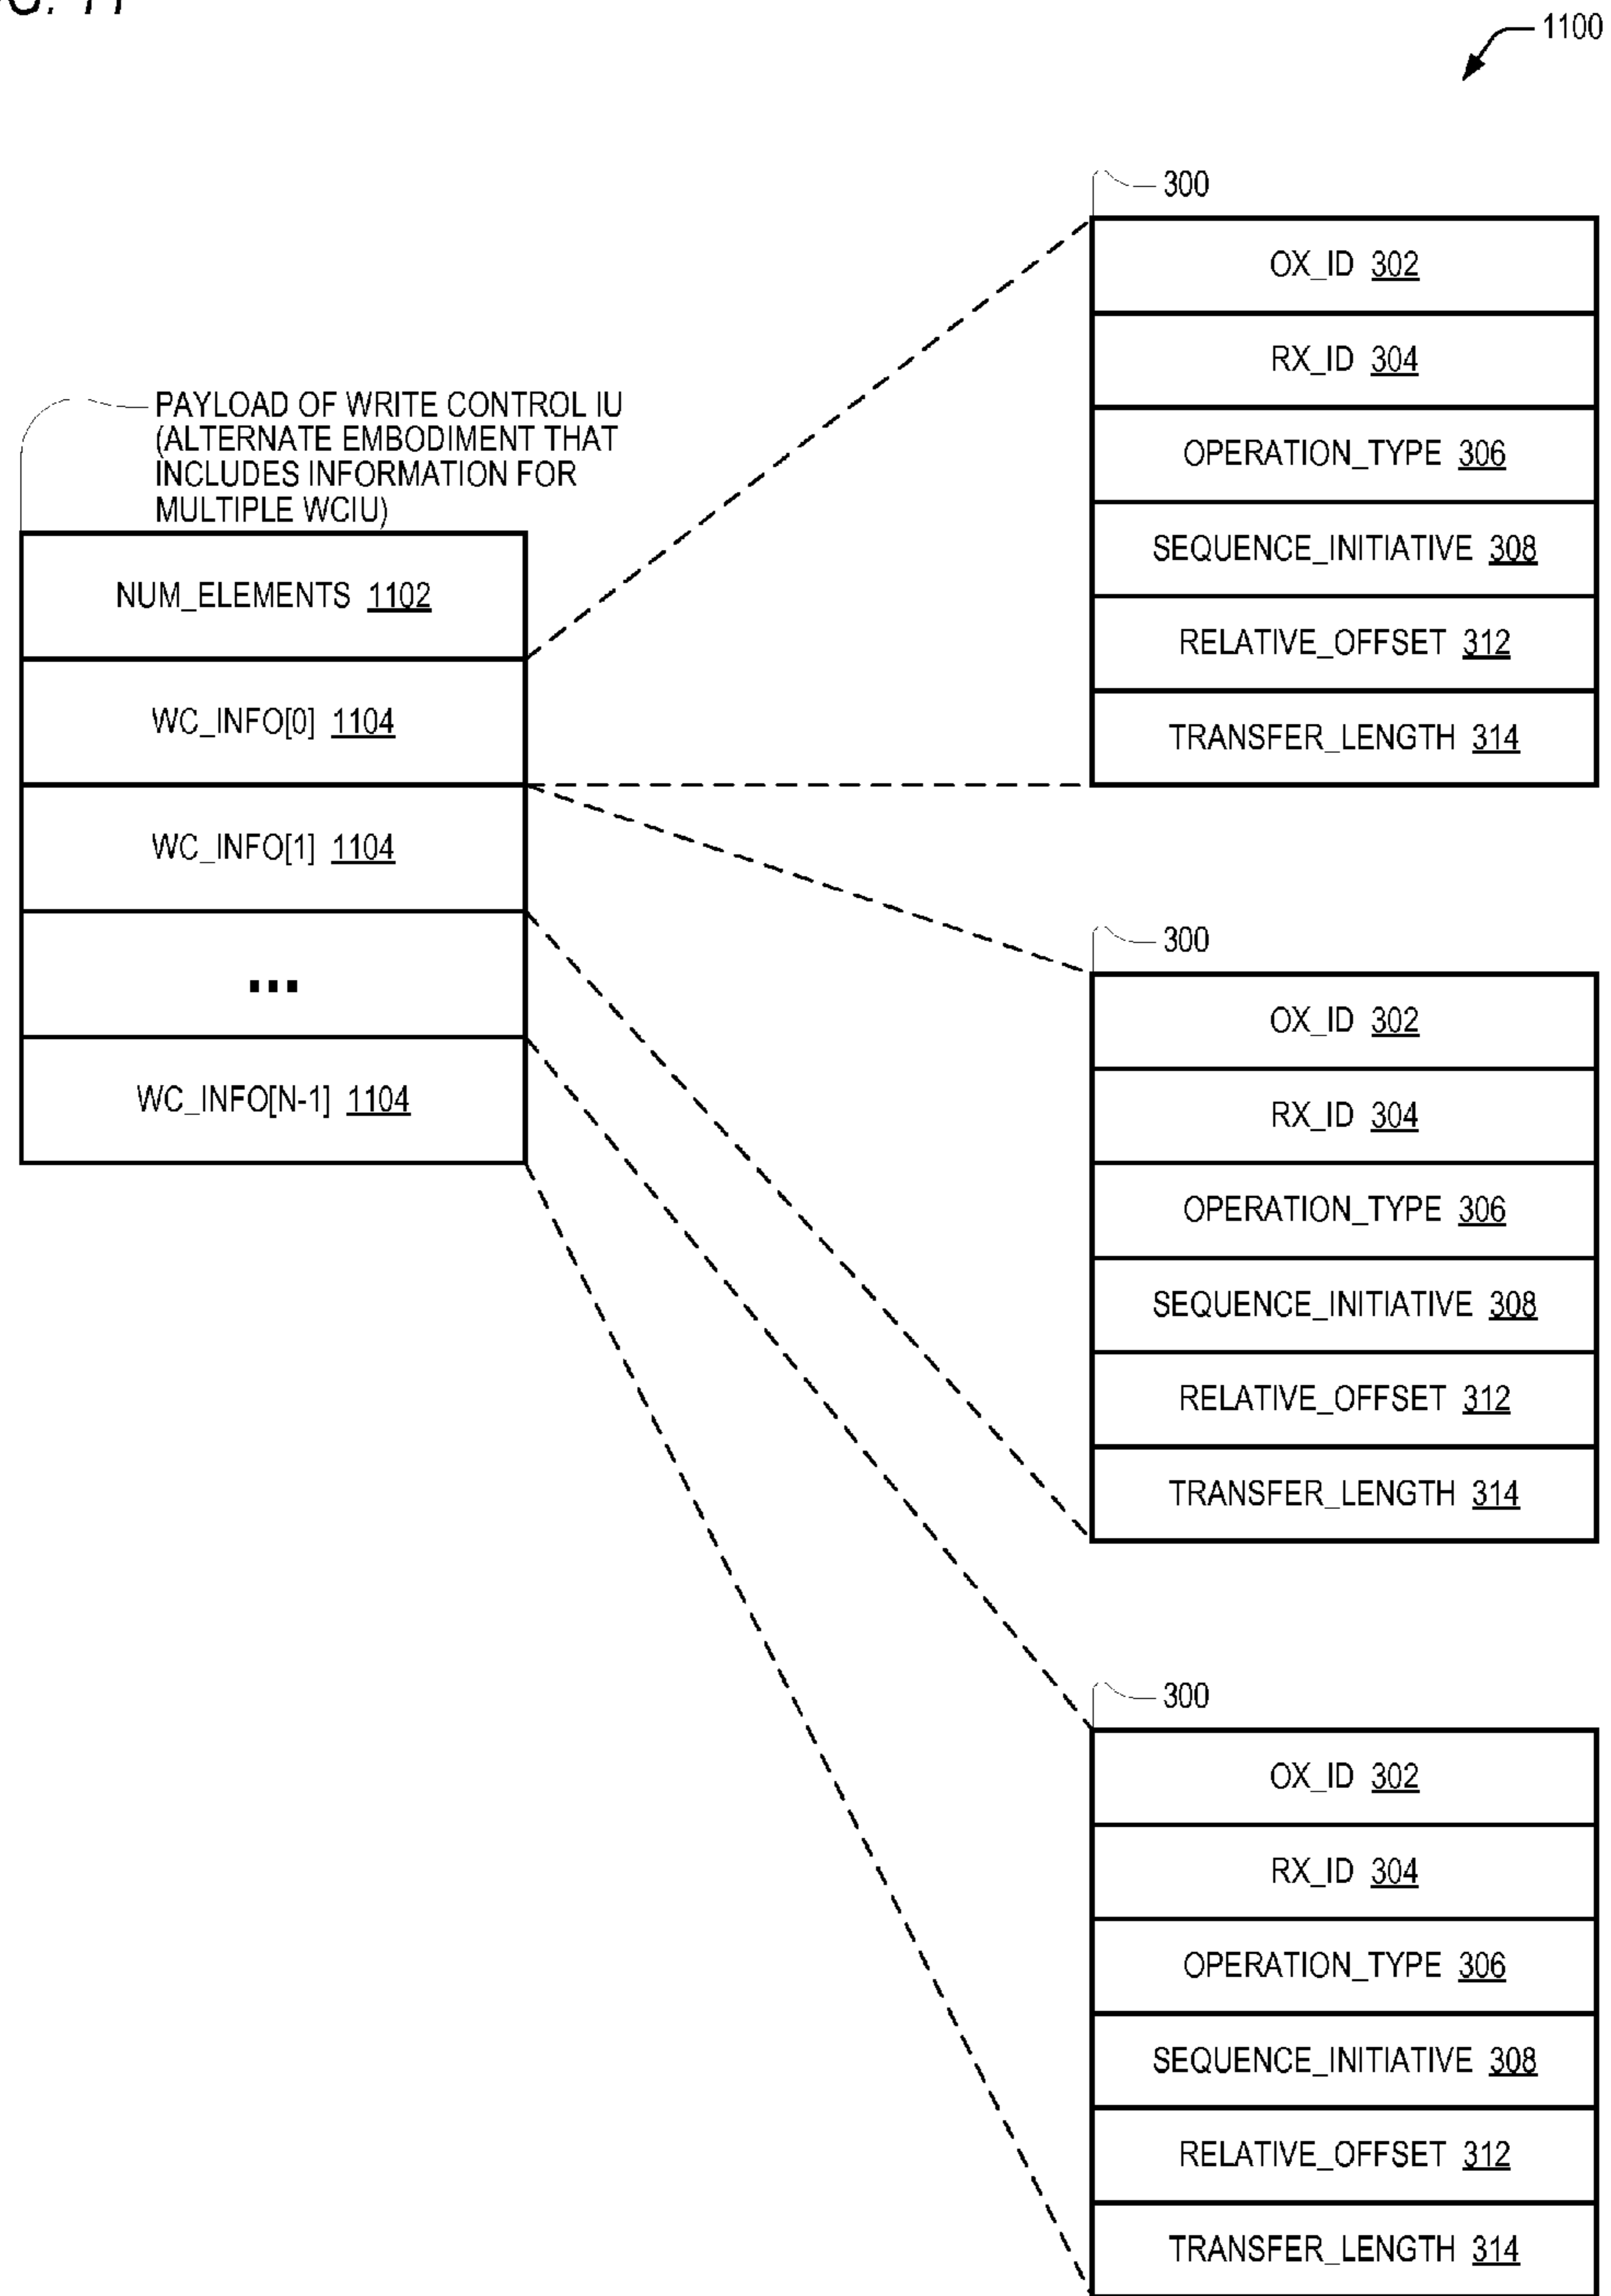 11
1100
PAYLOAD OF WRITE CONTROL IU
(ALTERNATE EMBODIMENT THAT
INCLUDES INFORMATION FOR
MULTIPLE WCIU)
NUM_ELEMENTS 1102
WC_INFO[0] 1104
WC_INFO[1] 1104
...
WC_INFO[N-1] 1104
300
OX_ID 302
RX_ID 304
OPERATION_TYPE 306
SEQUENCE_INITIATIVE 308
RELATIVE_OFFSET 312
TRANSFER_LENGTH 314
300
OX_ID 302
RX_ID 304
OPERATION_TYPE 306
SEQUENCE_INITIATIVE 308
RELATIVE_OFFSET 312
TRANSFER_LENGTH 314
300
OX_ID 302
RX_ID 304
OPERATION_TYPE 306
SEQUENCE_INITIATIVE 308
RELATIVE_OFFSET 312
TRANSFER_LENGTH 314